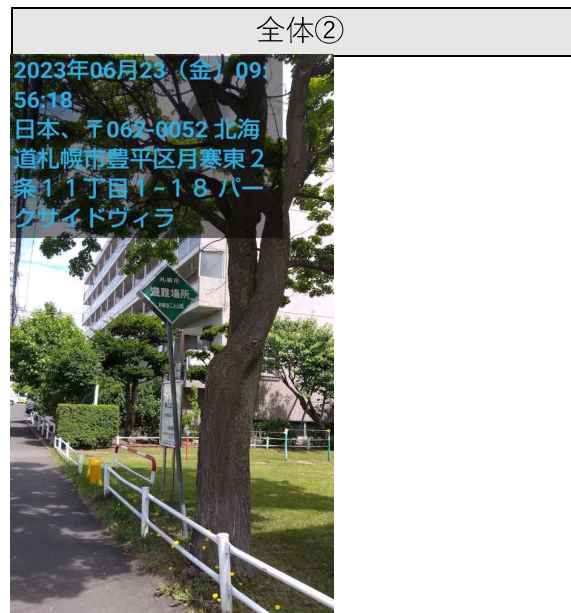 全体②
2023年06月23（金）09:
56:18
日本、〒062-0052 北海
道札幌市豊平区月寒東２
条１１丁目１−１８ パー
クサイドヴィラ
札幌市
避難場所